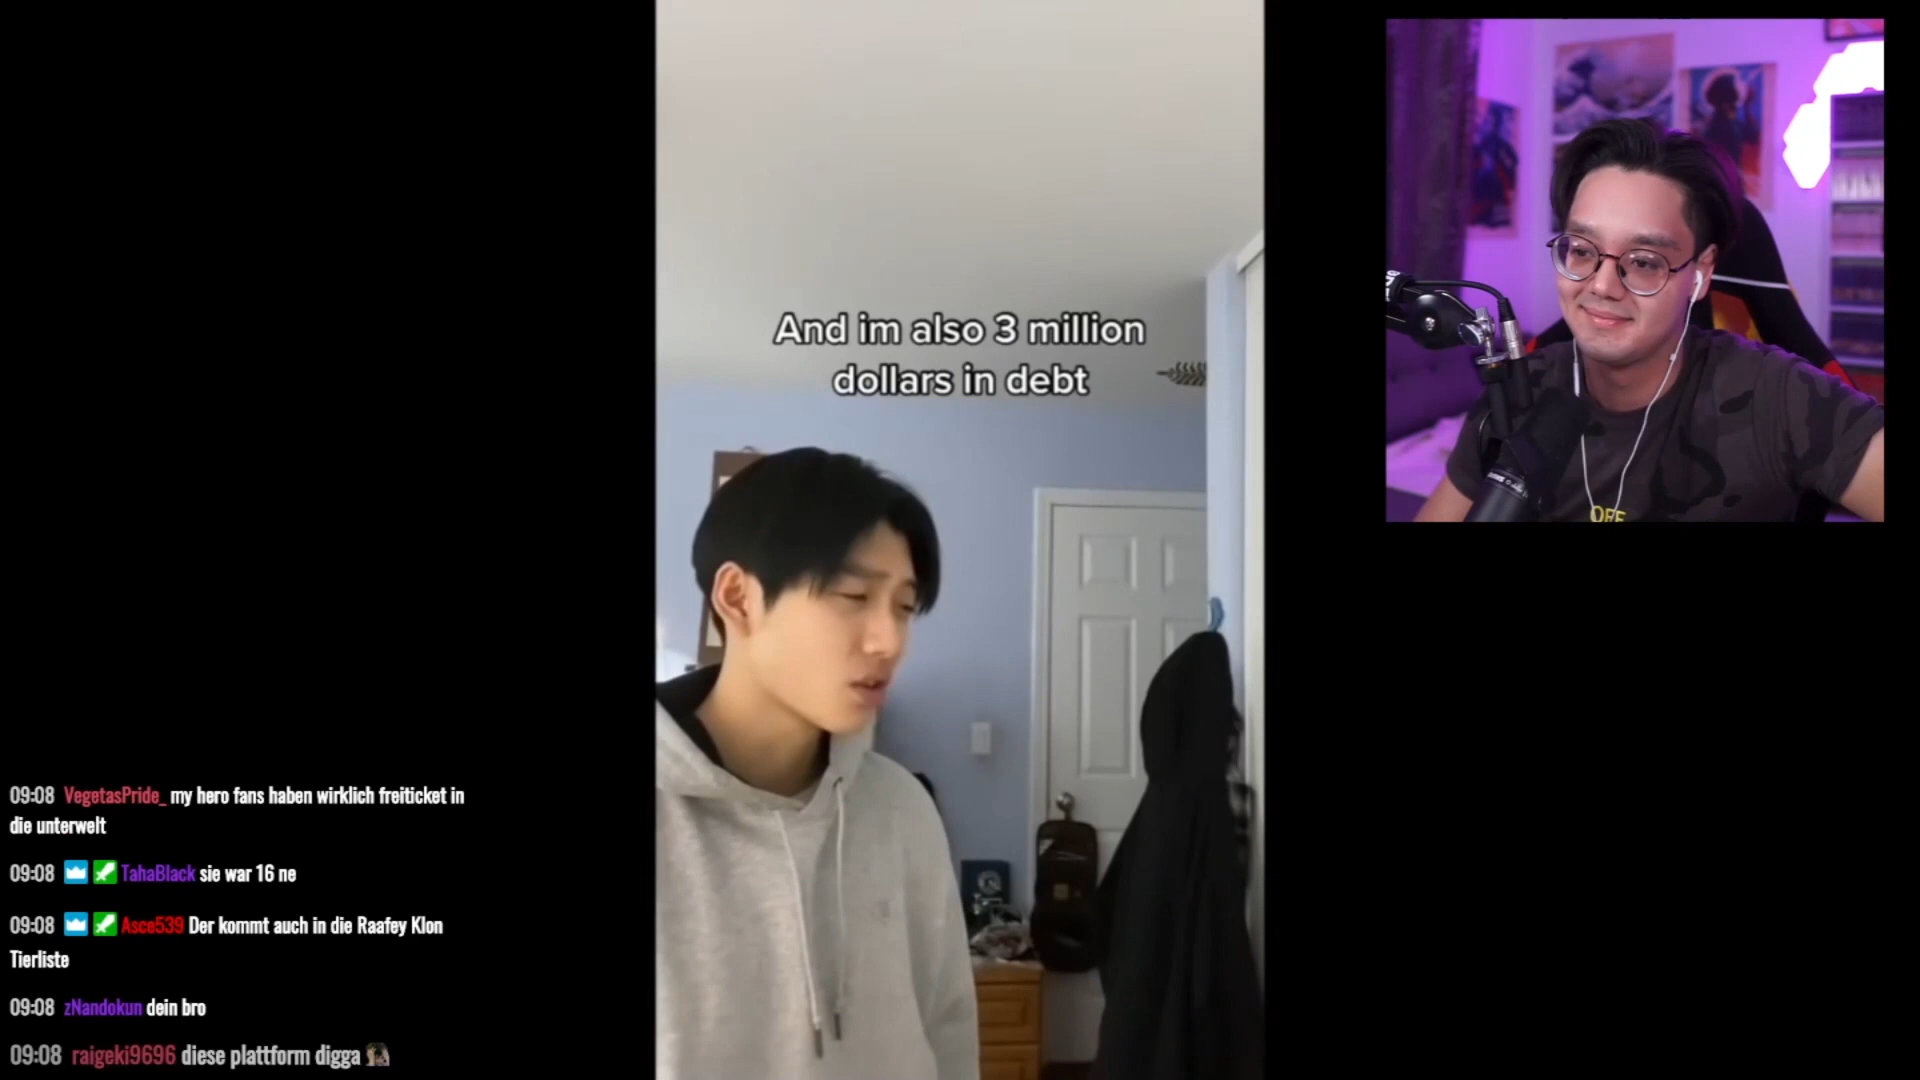 And im also 3 million
dollars in debt
09:08 VegetasPride_ my hero fans haben wirklich freiticket in
die unterwelt
09:08 TahaBlack sie war 16 ne
09:08 Asce539 Der kommt auch in die Raafey Klon
Tierliste
09:08 zNandokun dein bro
09:08 raigeki9696 diese plattform digga
OFF